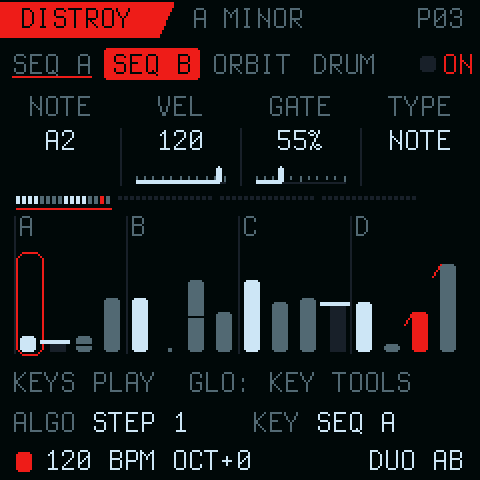 DISTROY A MINOR P03
SEQ A SEQ B ORBIT DRUM ON
NOTE VEL GATE TYPE
A2 120 55% NOTE
A B C D
KEYS PLAY GLO: KEY TOOLS
ALGO STEP 1 KEY SEQ A
120 BPM OCT+0 DUO AB